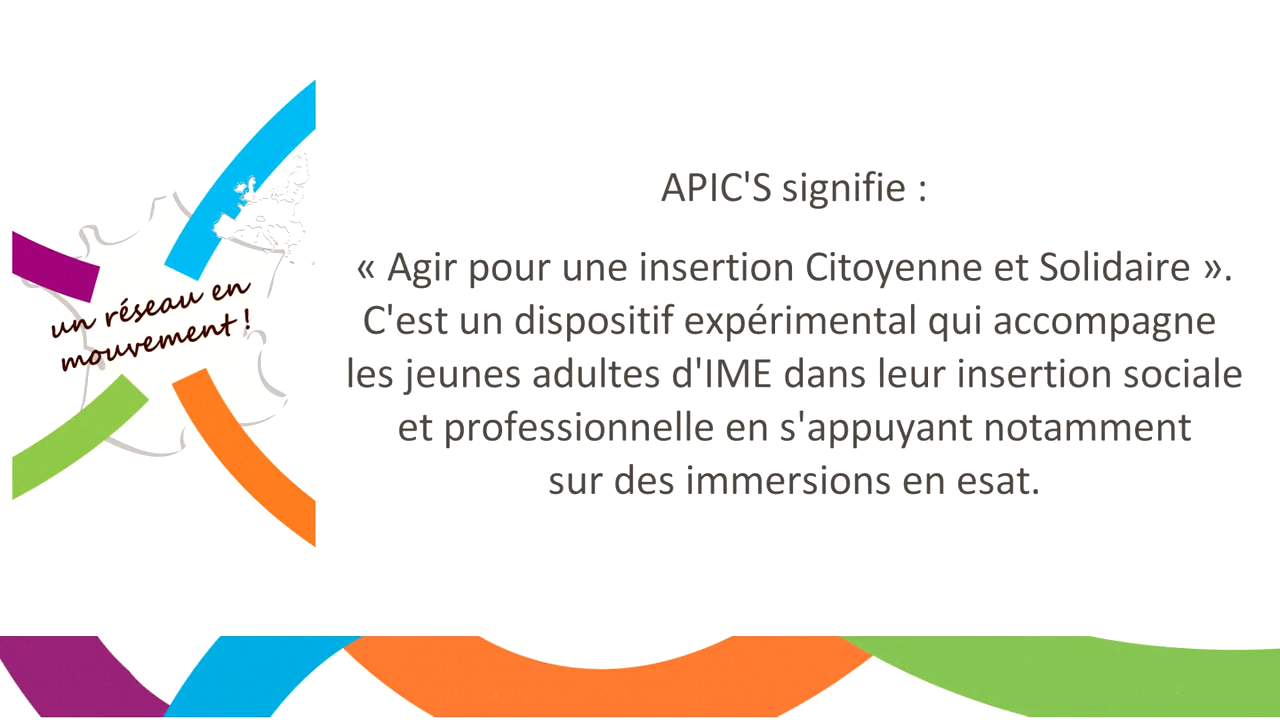 un réseau en
mouvement !
APIC'S signifie :
« Agir pour une insertion Citoyenne et Solidaire ».
C'est un dispositif expérimental qui accompagne
les jeunes adultes d'IME dans leur insertion sociale
et professionnelle en s'appuyant notamment
sur des immersions en esat.